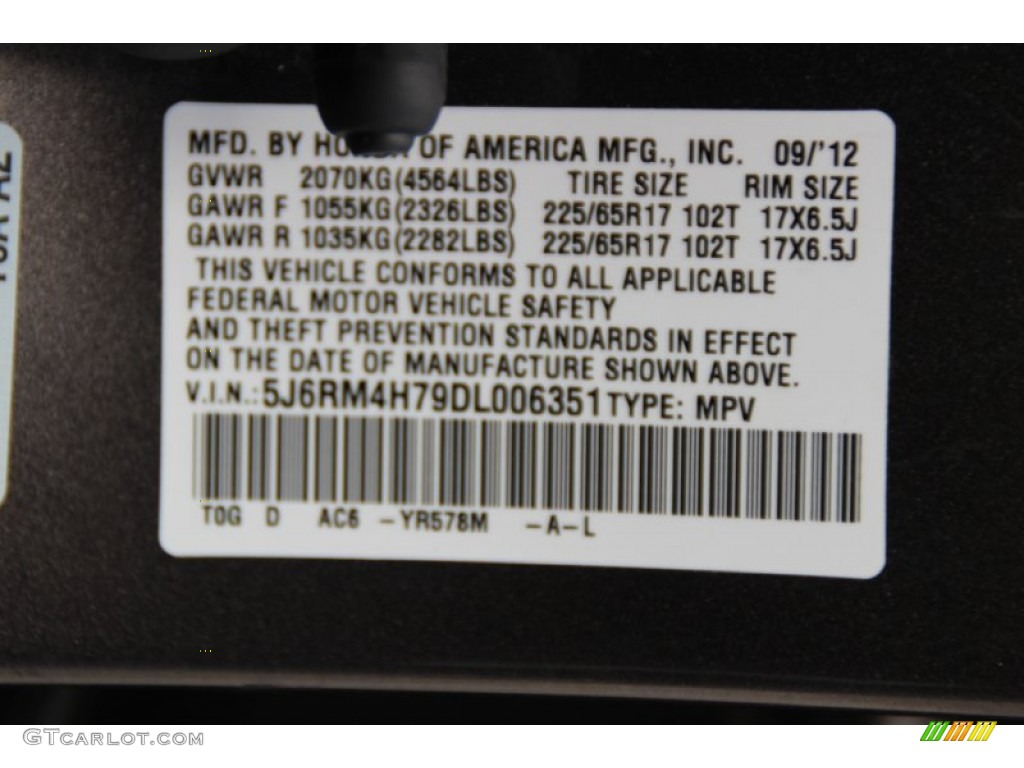 MFD. BY HONDA OF AMERICA MFG., INC. 09/'12
GVWR 2070KG(4564LBS) TIRE SIZE RIM SIZE
GAWR F 1055KG(2326LBS) 225/65R17 102T 17X6.5J
GAWR R 1035KG(2282LBS) 225/65R17 102T 17X6.5J
THIS VEHICLE CONFORMS TO ALL APPLICABLE
FEDERAL MOTOR VEHICLE SAFETY
AND THEFT PREVENTION STANDARDS IN EFFECT
ON THE DATE OF MANUFACTURE SHOWN ABOVE.
V.I.N.:5J6RM4H79DL006351 TYPE: MPV
T0G D AC6 -YR578M -A-L
GTCARLOT.COM